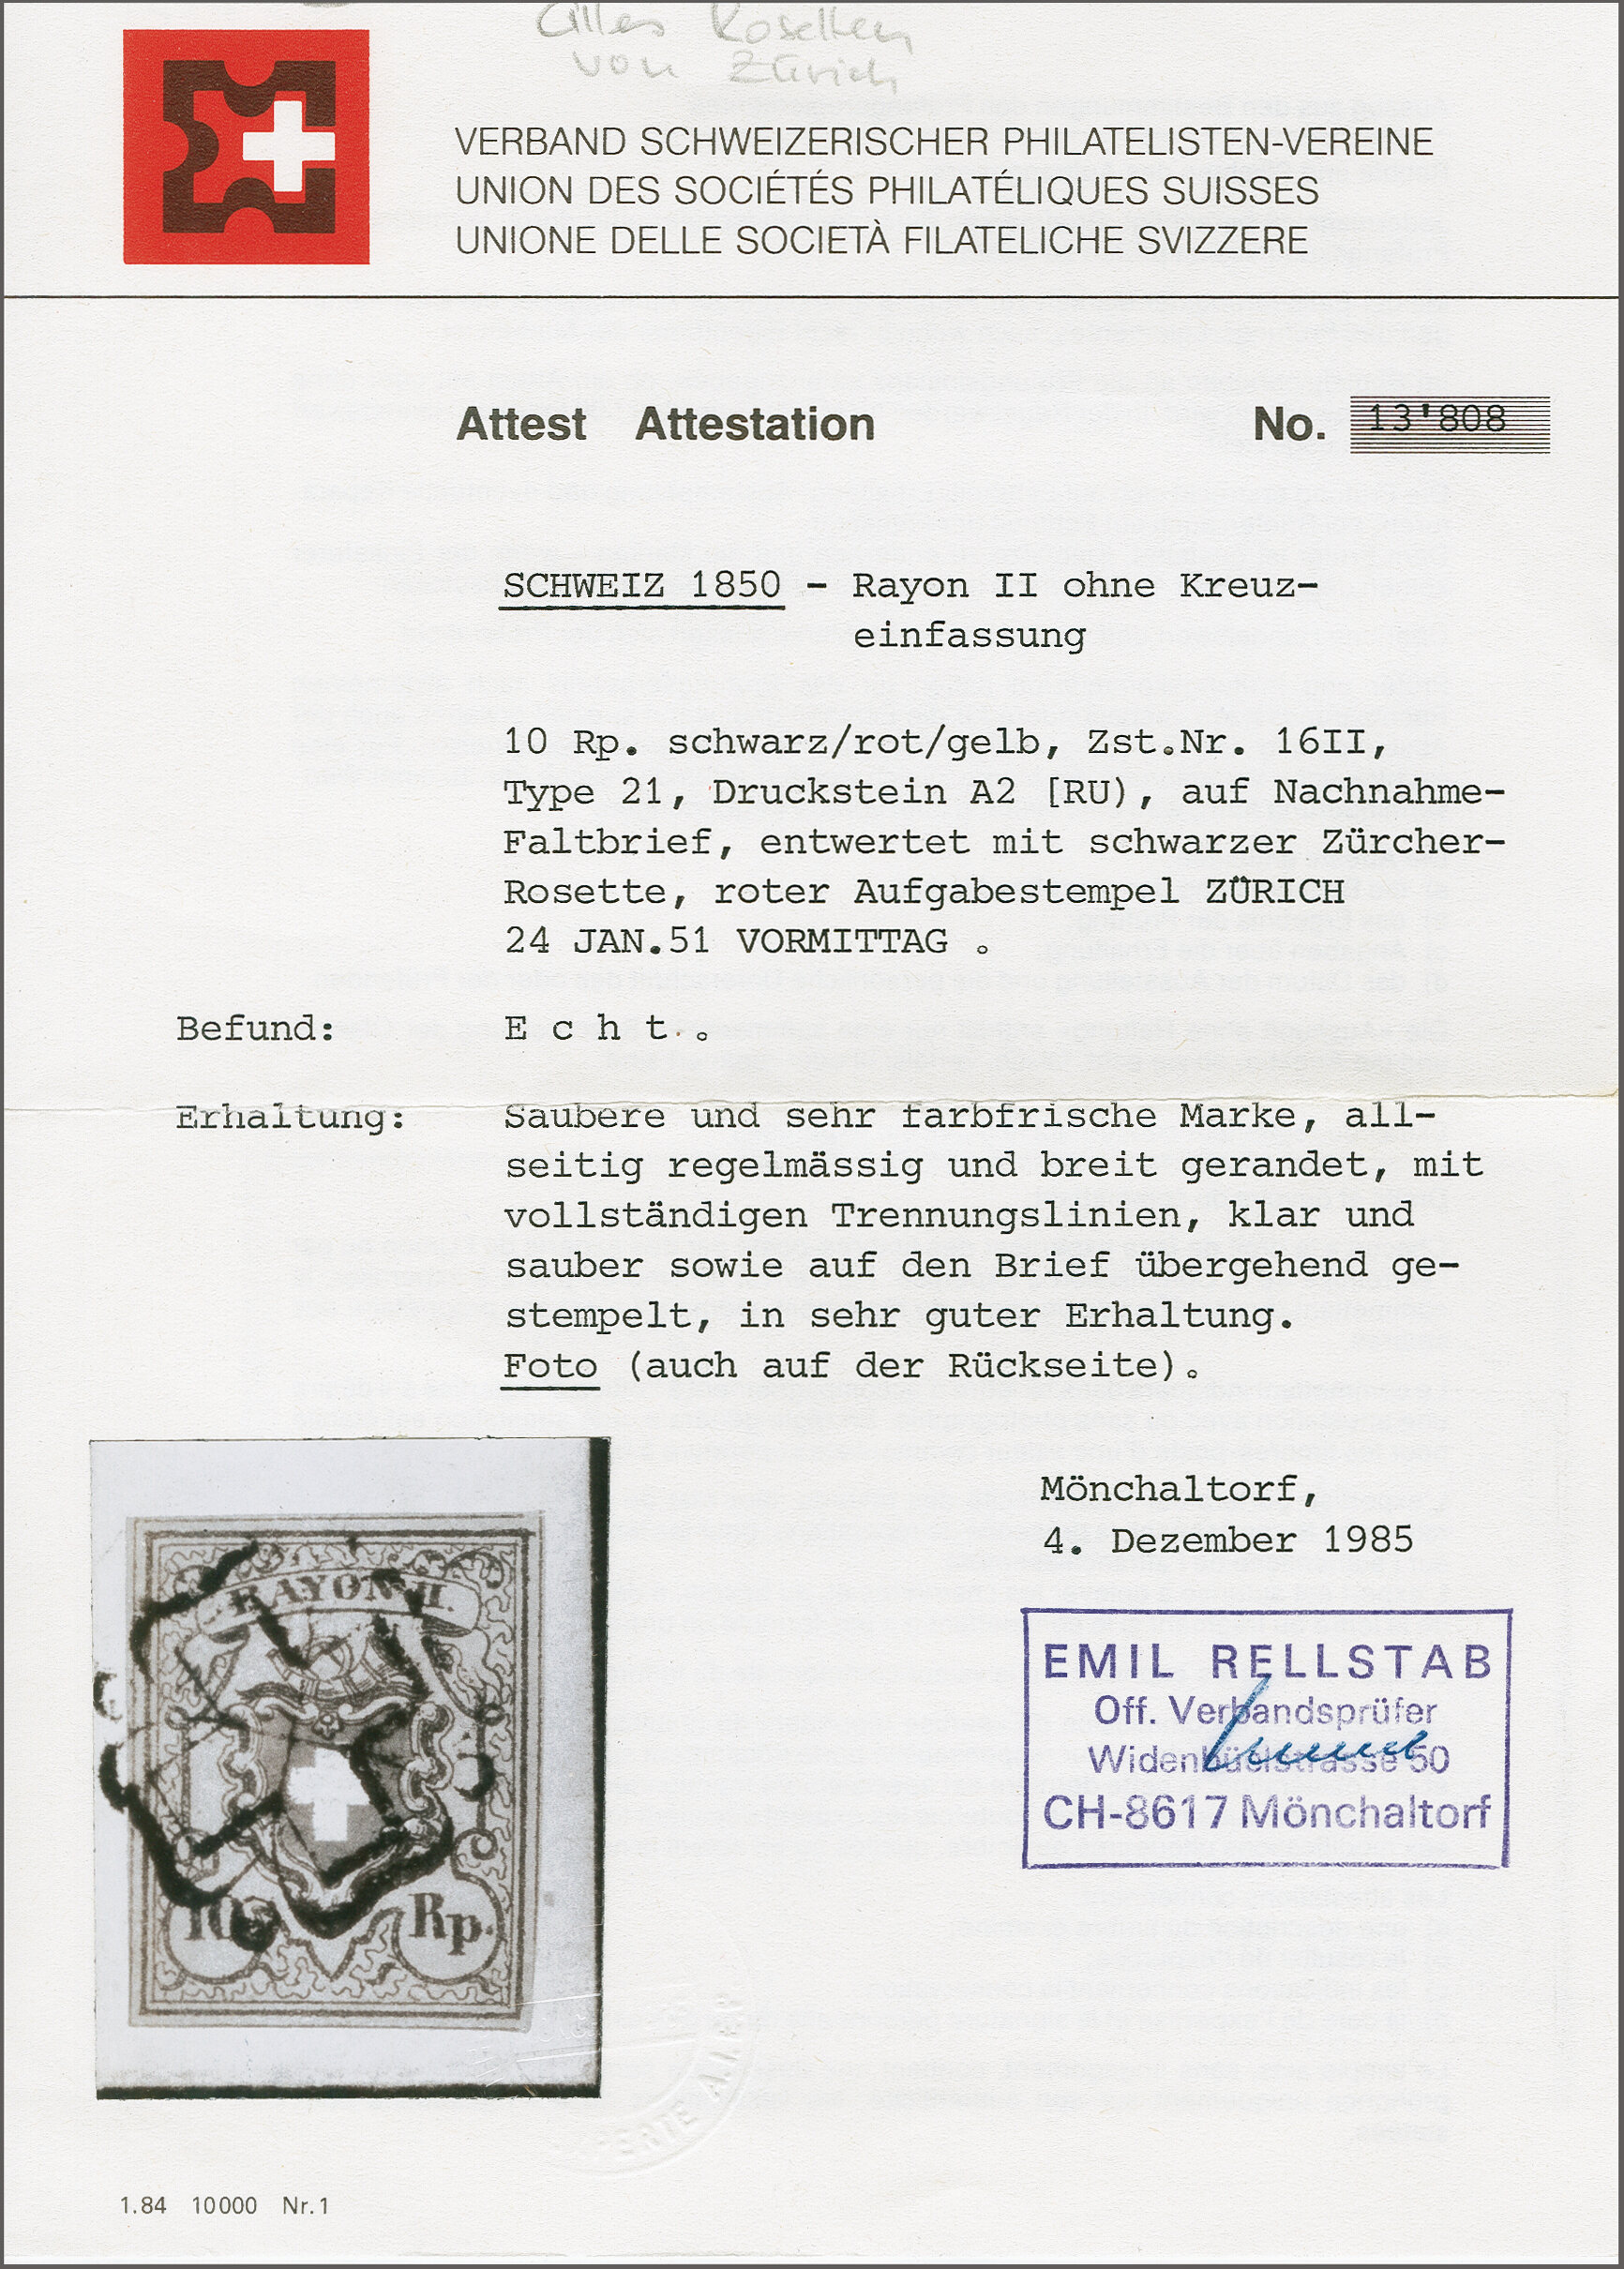 von Zürich
VERBAND SCHWEIZERISCHER PHILATELISTEN-VEREINE
UNION DES SOCIÉTÉS PHILATÉLIQUES SUISSES
UNIONE DELLE SOCIETÀ FILATELICHE SVIZZERE
Attest Attestation No. 13'808
SCHWEIZ 1850 - Rayon II ohne Kreuz-
einfassung
10 Rp. schwarz/rot/gelb, Zst.Nr. 16II,
Type 21, Druckstein A2 [RU), auf Nachnahme-
Faltbrief, entwertet mit schwarzer Zürcher-
Rosette, roter Aufgabestempel ZÜRICH
24 JAN.51 VORMITTAG .
Befund: E c h t .
Erhaltung: Saubere und sehr farbfrische Marke, all-
seitig regelmässig und breit gerandet, mit
vollständigen Trennungslinien, klar und
sauber sowie auf den Brief übergehend ge-
stempelt, in sehr guter Erhaltung.
Foto (auch auf der Rückseite).
Mönchaltorf,
4. Dezember 1985
RAYON II.
10 Rp.
EMIL RELLSTAB
Off. Verbandsprüfer
Widenbüelstrasse 50
CH-8617 Mönchaltorf
EXPERTE A.I.E.P.
1.84 10000 Nr.1